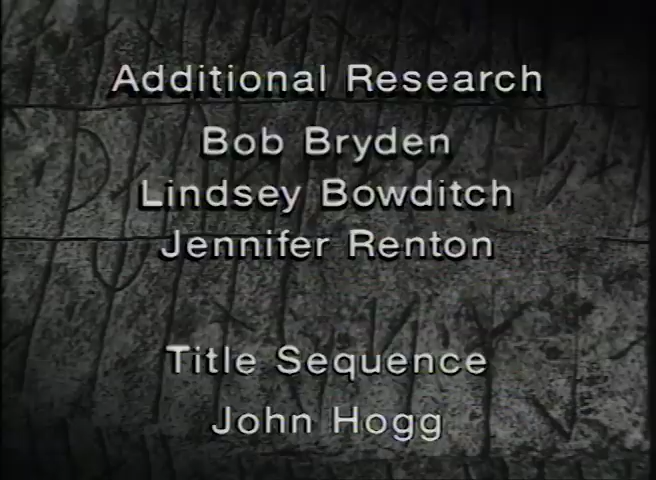 Additional Research
Bob Bryden
Lindsey Bowditch
Jennifer Renton
Title Sequence
John Hogg